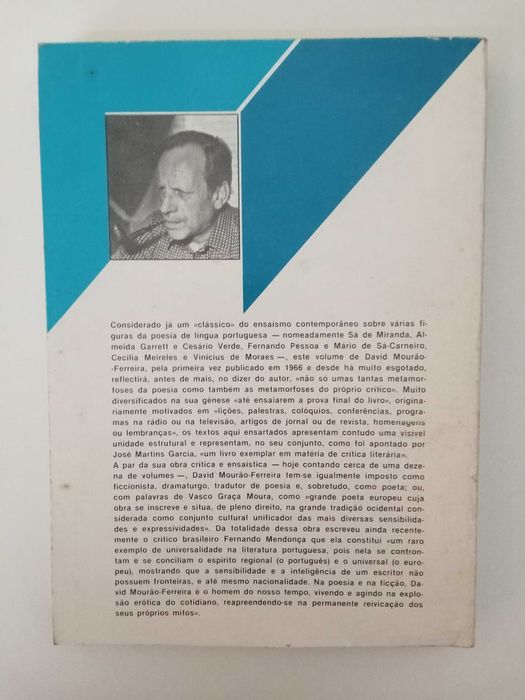 Considerado já um «clássico» do ensaísmo contemporâneo sobre várias fi-
guras da poesia de língua portuguesa — nomeadamente Sá de Miranda, Al-
meida Garrett e Cesário Verde, Fernando Pessoa e Mário de Sá-Carneiro,
Cecília Meireles e Vinícius de Moraes —, este volume de David Mourão-
-Ferreira, pela primeira vez publicado em 1966 e desde há muito esgotado,
reflectirá, antes de mais, no dizer do autor, «não só umas tantas metamor-
foses da poesia como também as metamorfoses do próprio crítico». Muito
diversificados na sua génese «até ensaiarem a prova final do livro», origina-
riamente motivados em «lições, palestras, colóquios, conferências, progra-
mas na rádio ou na televisão, artigos de jornal ou de revista, homenagens
ou lembranças», os textos aqui ensartados apresentam contudo uma visível
unidade estrutural e representam, no seu conjunto, como foi apontado por
José Martins Garcia, «um livro exemplar em matéria de crítica literária».
A par da sua obra crítica e ensaística — hoje contando cerca de uma deze-
na de volumes —, David Mourão-Ferreira tem-se igualmente imposto como
ficcionista, dramaturgo, tradutor de poesia e, sobretudo, como poeta; ou,
com palavras de Vasco Graça Moura, como «grande poeta europeu cuja
obra se inscreve e situa, de pleno direito, na grande tradição ocidental con-
siderada como conjunto cultural unificador das mais diversas sensibilida-
des e expressividades». Da totalidade dessa obra escreveu ainda recente-
mente o crítico brasileiro Fernando Mendonça que ela constitui «um raro
exemplo de universalidade na literatura portuguesa, pois nela se confron-
tam e se conciliam o espírito regional (o português) e o universal (o euro-
peu), mostrando que a sensibilidade e a inteligência de um escritor não
possuem fronteiras, e até mesmo nacionalidade. Na poesia e na ficção, Da-
vid Mourão-Ferreira é o homem do nosso tempo, vivendo e agindo na explo-
são erótica do cotidiano, reapreendendo-se na permanente reivicação dos
seus próprios mitos».